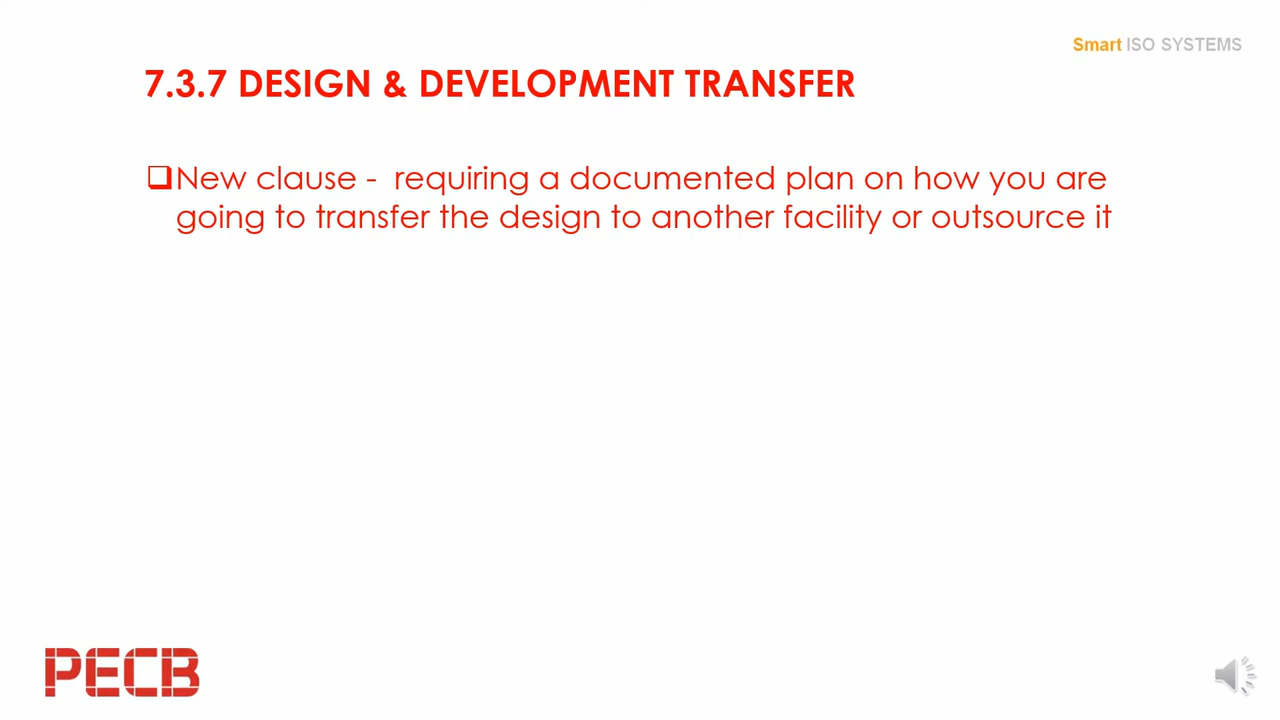 Smart ISO SYSTEMS
7.3.7 DESIGN & DEVELOPMENT TRANSFER
New clause - requiring a documented plan on how you are
going to transfer the design to another facility or outsource it
PECB